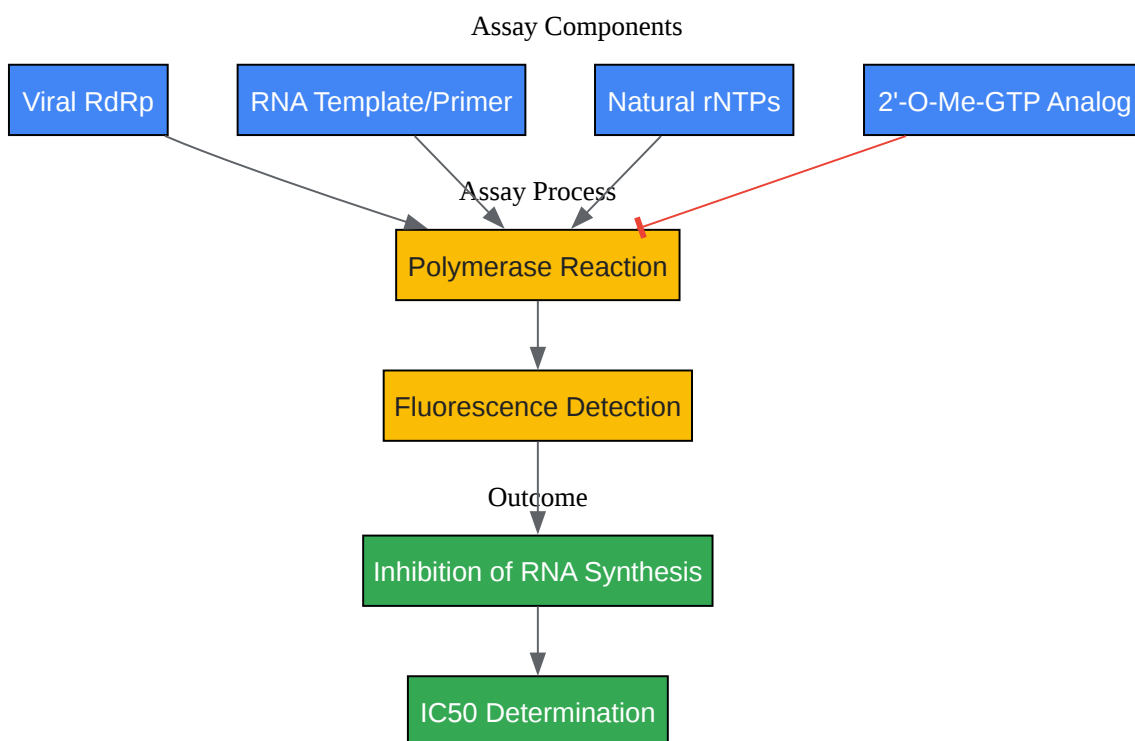 Assay Components
Viral RdRp
RNA Template/Primer
Natural rNTPs
2'-O-Me-GTP Analog
Assay Process
Polymerase Reaction
Fluorescence Detection
Outcome
Inhibition of RNA Synthesis
IC50 Determination